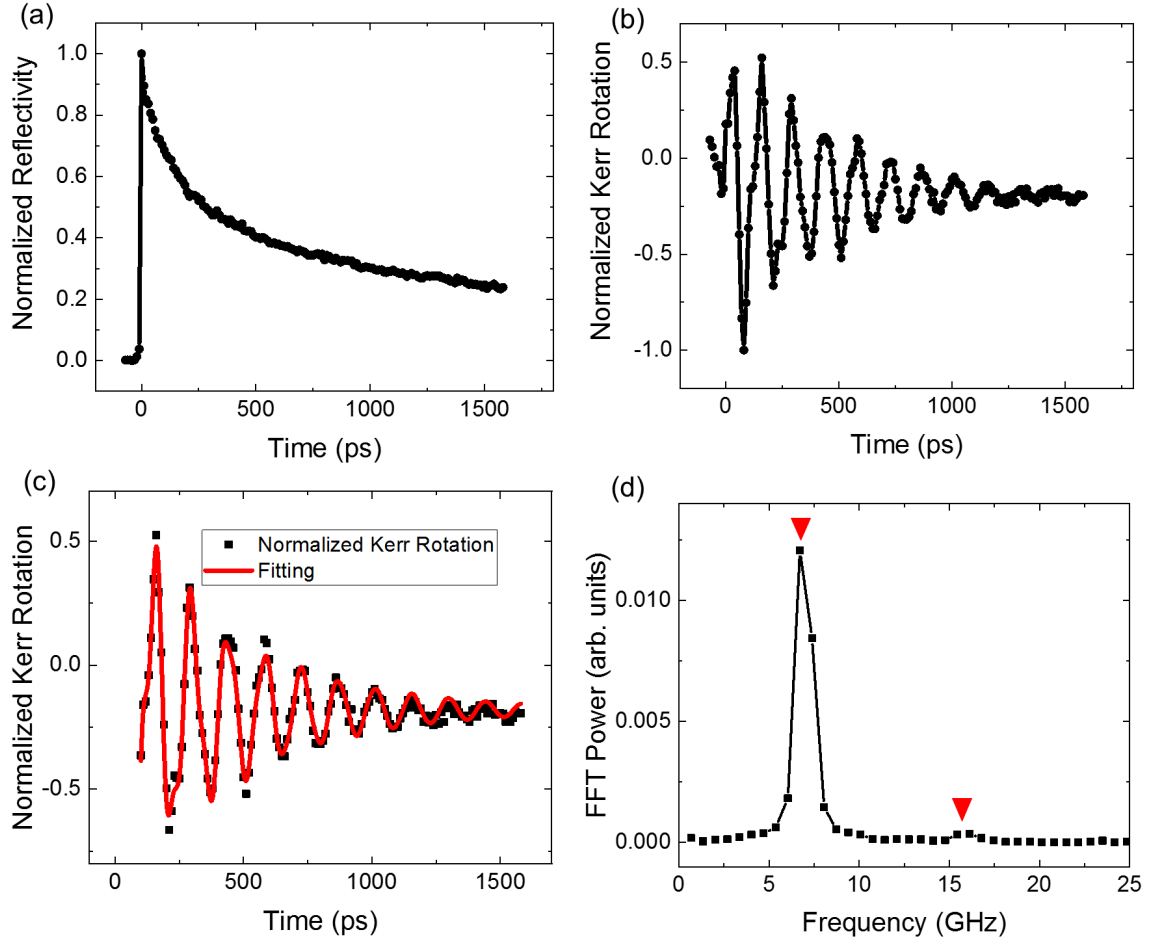 (a)
1.0
0.8
0.6
0.4
0.2
0.0
Normalized Reflectivity
0 500 1000 1500
Time (ps)
(b)
0.5
0.0
-0.5
-1.0
Normalized Kerr Rotation
0 500 1000 1500
Time (ps)
(c)
0.5
0.0
-0.5
Normalized Kerr Rotation
Normalized Kerr Rotation
Fitting
0 500 1000 1500
Time (ps)
(d)
0.010
0.005
0.000
FFT Power (arb. units)
0 5 10 15 20 25
Frequency (GHz)